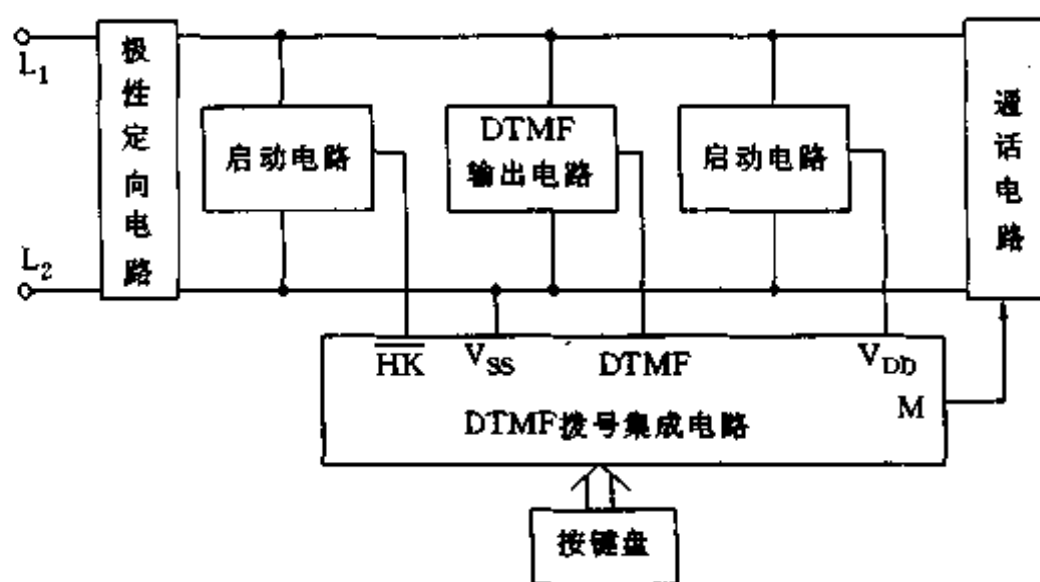 L₁
极性定向电路
启动电路
DTMF
输出电路
启动电路
通话电路
L₂
HK
V_SS
DTMF
V_DD
M
DTMF拨号集成电路
按键盘